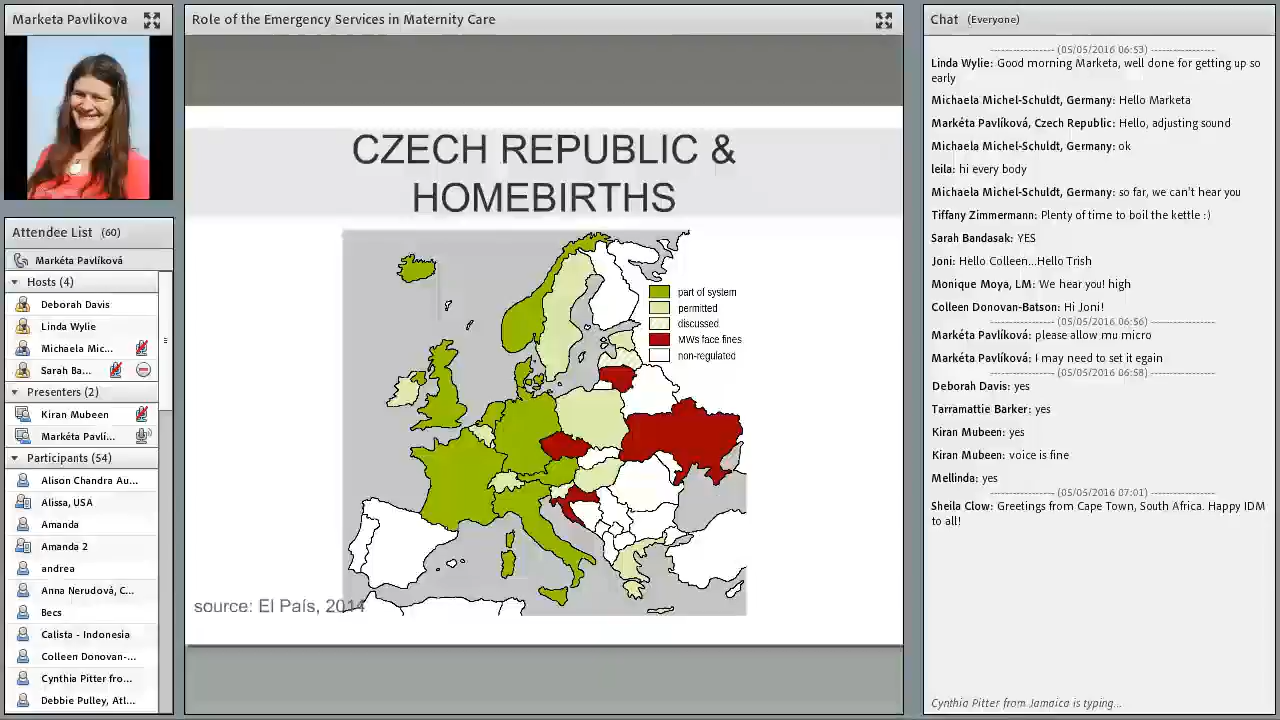 Marketa Pavlikova
Attendee List (60)
Markéta Pavlíková
Hosts (4)
Deborah Davis
Linda Wylie
Michaela Mic...
Sarah Ba...
Presenters (2)
Kiran Mubeen
Markéta Pavlí...
Participants (54)
Alison Chandra Au...
Alissa, USA
Amanda
Amanda 2
andrea
Anna Nerudová, C...
Becs
Calista - Indonesia
Colleen Donovan-...
Cynthia Pitter fro...
Debbie Pulley, Atl...
Role of the Emergency Services in Maternity Care
CZECH REPUBLIC &
HOMEBIRTHS
part of system
permitted
discussed
MWs face fines
non-regulated
source: El País, 2014
Chat (Everyone)
----------------- (05/05/2016 06:53) -----------------
Linda Wylie: Good morning Marketa, well done for getting up so
early
Michaela Michel-Schuldt, Germany: Hello Marketa
Markéta Pavlíková, Czech Republic: Hello, adjusting sound
Michaela Michel-Schuldt, Germany: ok
leila: hi every body
Michaela Michel-Schuldt, Germany: so far, we can't hear you
Tiffany Zimmermann: Plenty of time to boil the kettle :)
Sarah Bandasak: YES
Joni: Hello Colleen...Hello Trish
Monique Moya, LM: We hear you! high
Colleen Donovan-Batson: Hi Joni!
----------------- (05/05/2016 06:56) -----------------
Markéta Pavlíková: please allow mu micro
Markéta Pavlíková: I may need to set it egain
----------------- (05/05/2016 06:58) -----------------
Deborah Davis: yes
Tarramattie Barker: yes
Kiran Mubeen: yes
Kiran Mubeen: voice is fine
Mellinda: yes
----------------- (05/05/2016 07:01) -----------------
Sheila Clow: Greetings from Cape Town, South Africa. Happy IDM
to all!
Cynthia Pitter from Jamaica is typing...